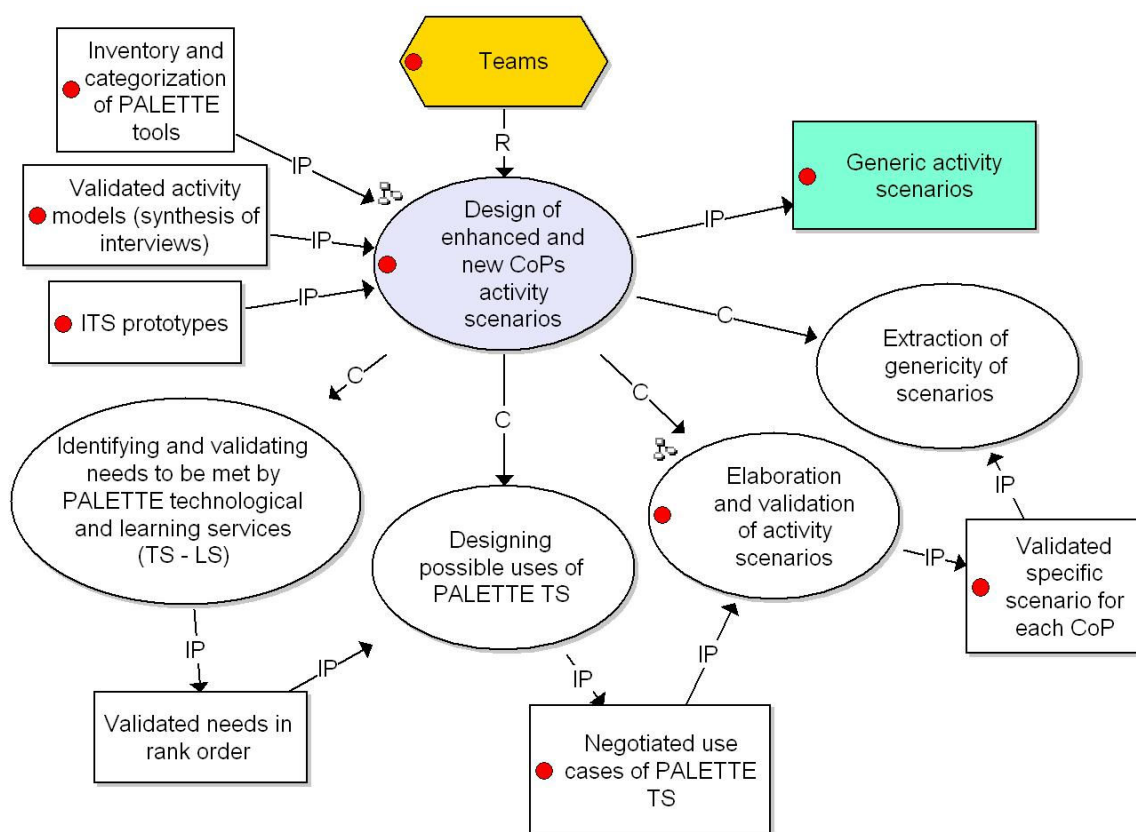 Inventory and
categorization
of PALETTE
tools
Teams
IP
R
Validated activity
models (synthesis of
interviews)
IP
Design of
enhanced and
new CoPs
activity
scenarios
IP
Generic activity
scenarios
ITS prototypes
IP
C
C
C
C
Extraction of
genericity of
scenarios
Identifying and validating
needs to be met by
PALETTE technological
and learning services
(TS - LS)
Designing
possible uses of
PALETTE TS
Elaboration
and validation
of activity
scenarios
IP
IP
Validated
specific
scenario for
each CoP
IP
IP
IP
IP
Validated needs in
rank order
Negotiated use
cases of PALETTE
TS